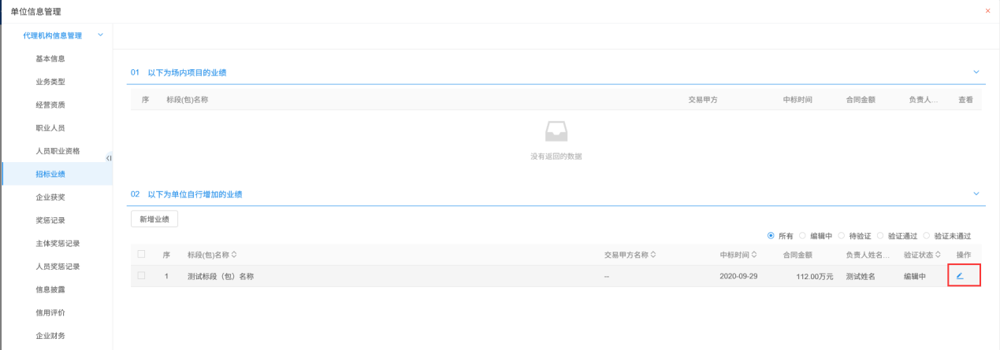 单位信息管理
代理机构信息管理
基本信息
业务类型
经营资质
职业人员
人员职业资格
招标业绩
企业获奖
奖惩记录
主体奖惩记录
人员奖惩记录
信息披露
信用评价
企业财务
01 以下为场内项目的业绩
序 标段(包)名称 交易甲方 中标时间 合同金额 负责人... 查看
没有返回的数据
02 以下为单位自行增加的业绩
新增业绩
所有 编辑中 待验证 验证通过 验证未通过
序 标段(包)名称 交易甲方名称 中标时间 合同金额 负责人姓名... 验证状态 操作
1 测试标段（包）名称 -- 2020-09-29 112.00万元 测试姓名 编辑中